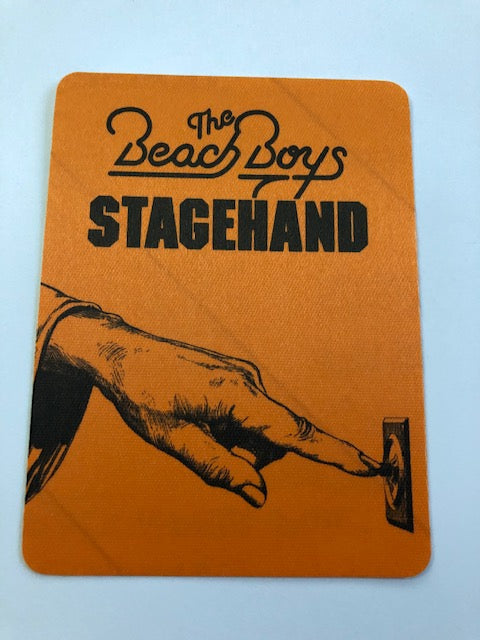 The
Beach Boys
STAGEHAND